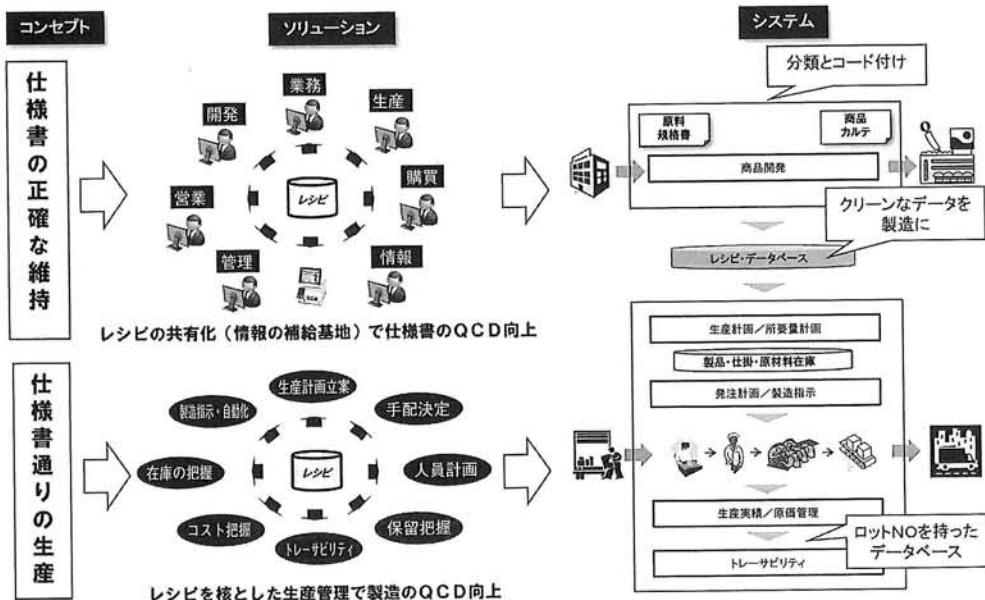 コンセプト
ソリューション
システム
仕様書の正確な維持
業務
開発
生産
営業
購買
管理
情報
レシピ
レシピの共有化（情報の補給基地）で仕様書のQCD向上
分類とコード付け
原料
規格書
商品
カルテ
商品開発
クリーンなデータを
製造に
レシピ・データベース
仕様書通りの生産
生産計画立案
製造指示・自動化
手配決定
在庫の把握
人員計画
コスト把握
保留把握
トレーサビリティ
レシピ
レシピを核とした生産管理で製造のQCD向上
生産計画／所要量計画
製品・仕掛・原材料在庫
発注計画／製造指示
生産実績／原価管理
ロットNOを持った
データベース
トレーサビリティ